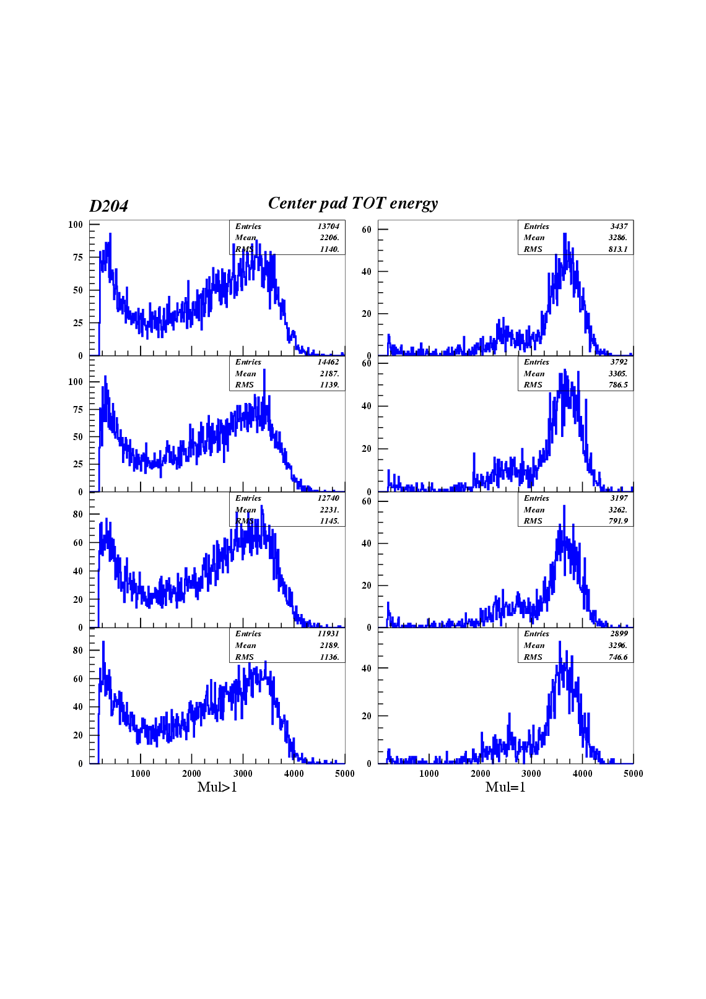 D204
Center pad TOT energy
Entries 13704
Mean 2206.
RMS 1140.
100
75
50
25
0
Entries 3437
Mean 3286.
RMS 813.1
60
40
20
0
Entries 14462
Mean 2187.
RMS 1139.
100
75
50
25
0
Entries 3792
Mean 3305.
RMS 786.5
60
40
20
0
Entries 12740
Mean 2231.
RMS 1145.
80
60
40
20
0
Entries 3197
Mean 3262.
RMS 791.9
60
40
20
0
Entries 11931
Mean 2189.
RMS 1136.
80
60
40
20
0
Entries 2899
Mean 3296.
RMS 746.6
40
20
0
1000 2000 3000 4000 5000
Mul>1
1000 2000 3000 4000 5000
Mul=1